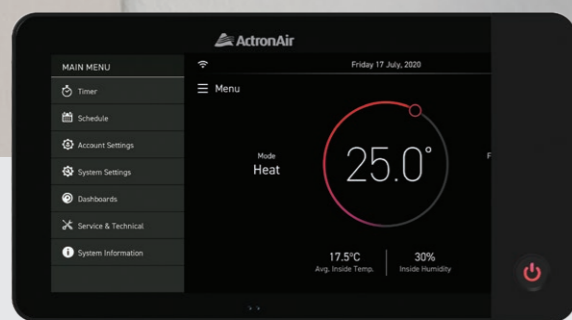 ActronAir
MAIN MENU
Timer
Schedule
Account Settings
System Settings
Dashboards
Service & Technical
System Information
Friday 17 July, 2020
Menu
Mode
Heat
25.0°
F
17.5°C
Avg. Inside Temp.
30%
Inside Humidity